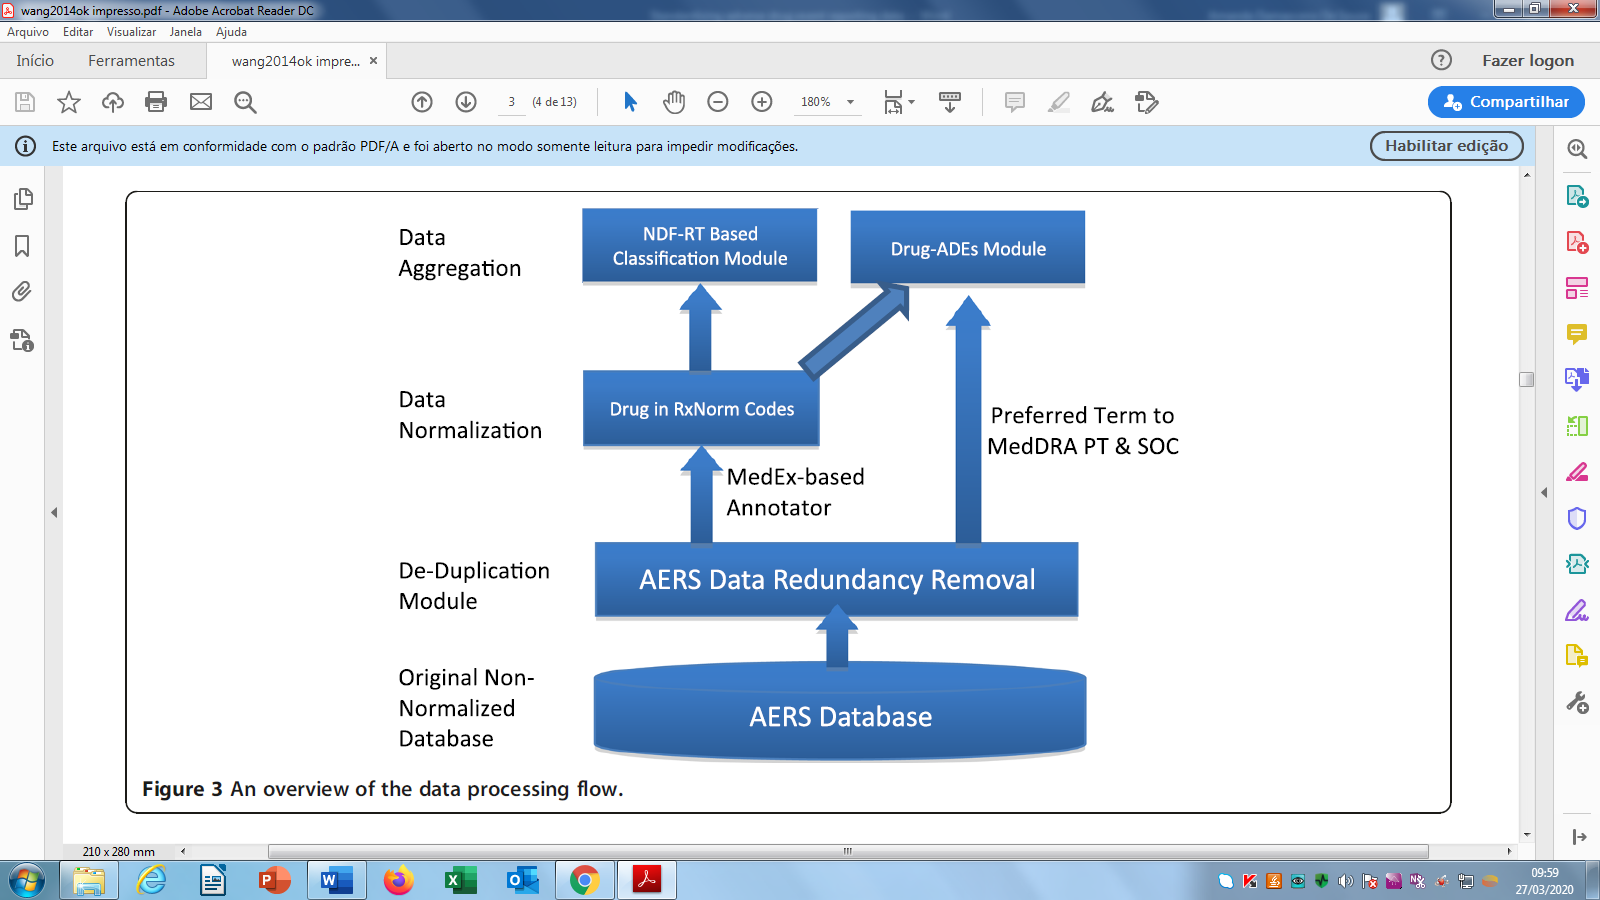 wang2014ok impresso.pdf - Adobe Acrobat Reader DC
Arquivo Editar Visualizar Janela Ajuda
Início Ferramentas wang2014ok impre... × Fazer logon
3 (4 de 13) 180% Compartilhar
Este arquivo está em conformidade com o padrão PDF/A e foi aberto no modo somente leitura para impedir modificações. Habilitar edição
Data
Aggregation
NDF-RT Based
Classification Module
Drug-ADEs Module
Data
Normalization
Drug in RxNorm Codes
Preferred Term to
MedDRA PT & SOC
MedEx-based
Annotator
De-Duplication
Module
AERS Data Redundancy Removal
Original Non-
Normalized
Database
AERS Database
Figure 3 An overview of the data processing flow.
210 x 280 mm
09:59
27/03/2020